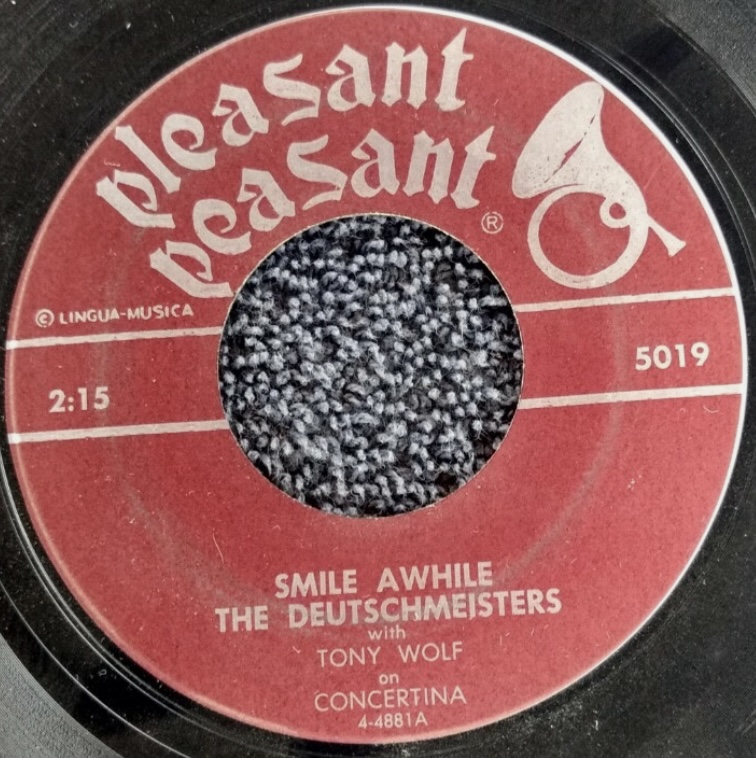 pleasant
peasant ®
© LINGUA-MUSICA
5019
2:15
SMILE AWHILE
THE DEUTSCHMEISTERS
with
TONY WOLF
on
CONCERTINA
4-4881A